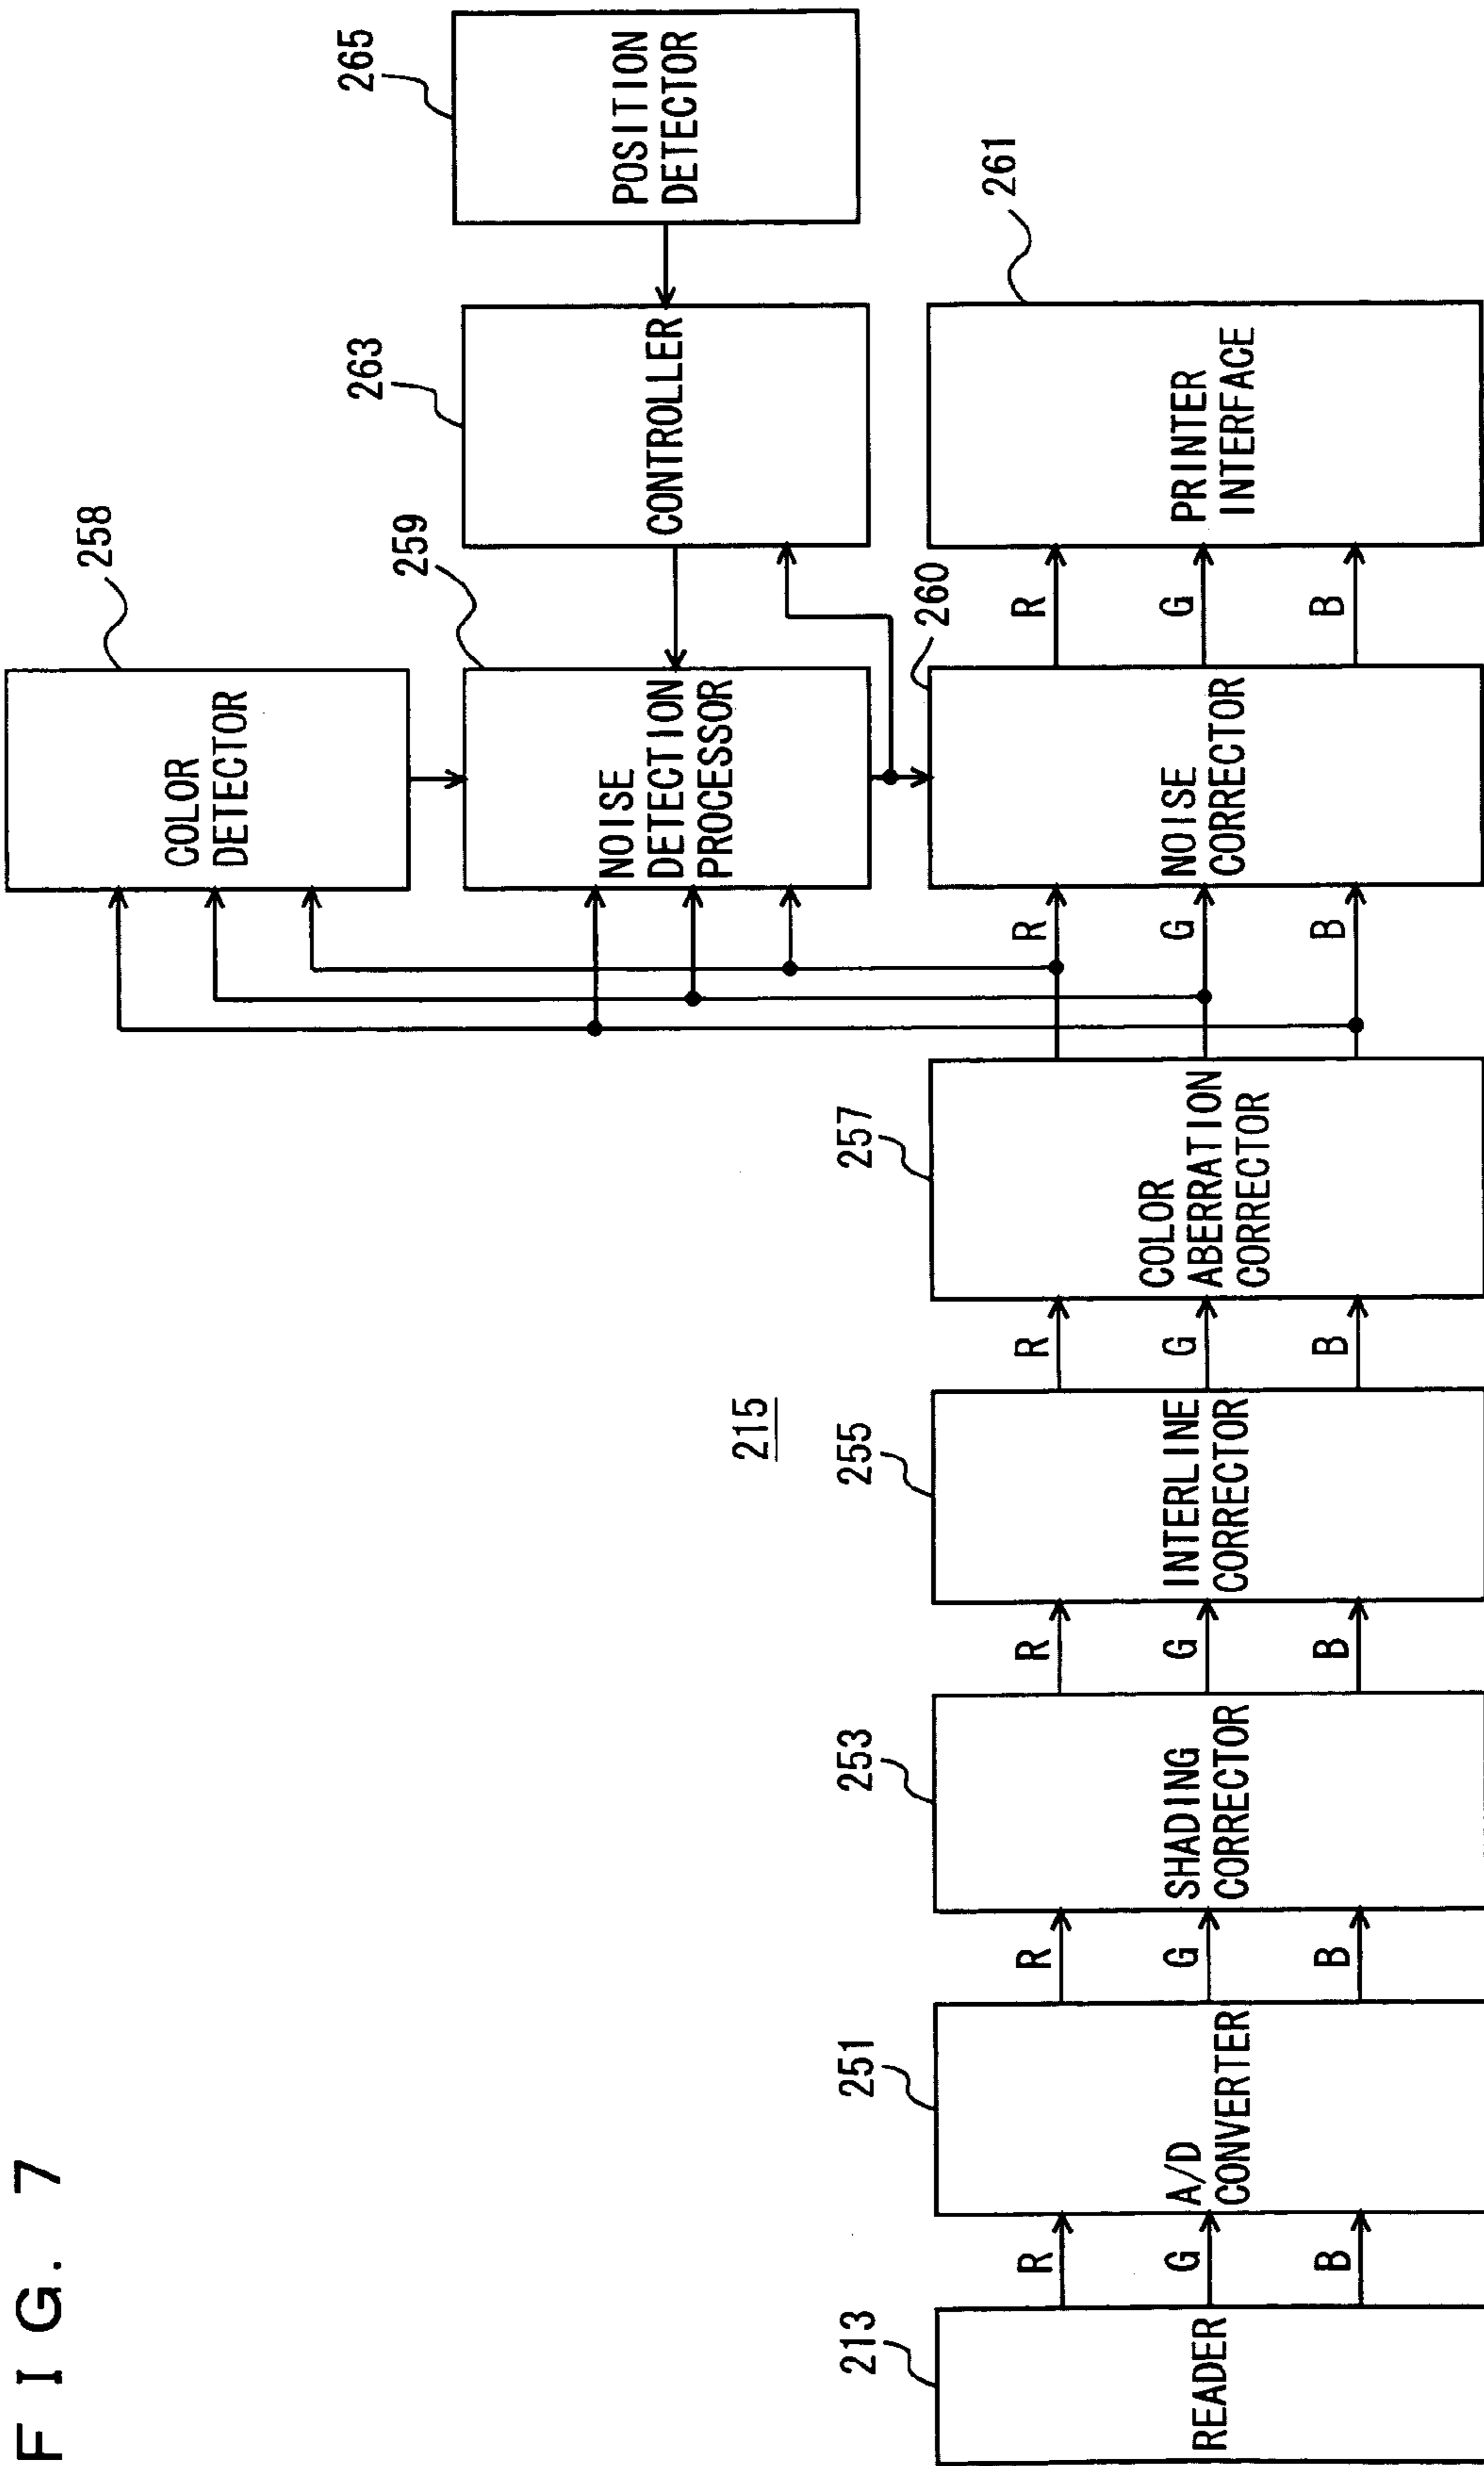 FIG. 7
258
COLOR
DETECTOR
259
NOISE
DETECTION
PROCESSOR
263
CONTROLLER
265
POSITION
DETECTOR
215
213
READER
R
G
B
251
A/D
CONVERTER
R
G
B
253
SHADING
CORRECTOR
R
G
B
255
INTERLINE
CORRECTOR
R
G
B
257
COLOR
ABERRATION
CORRECTOR
R
G
B
260
NOISE
CORRECTOR
R
G
B
261
PRINTER
INTERFACE